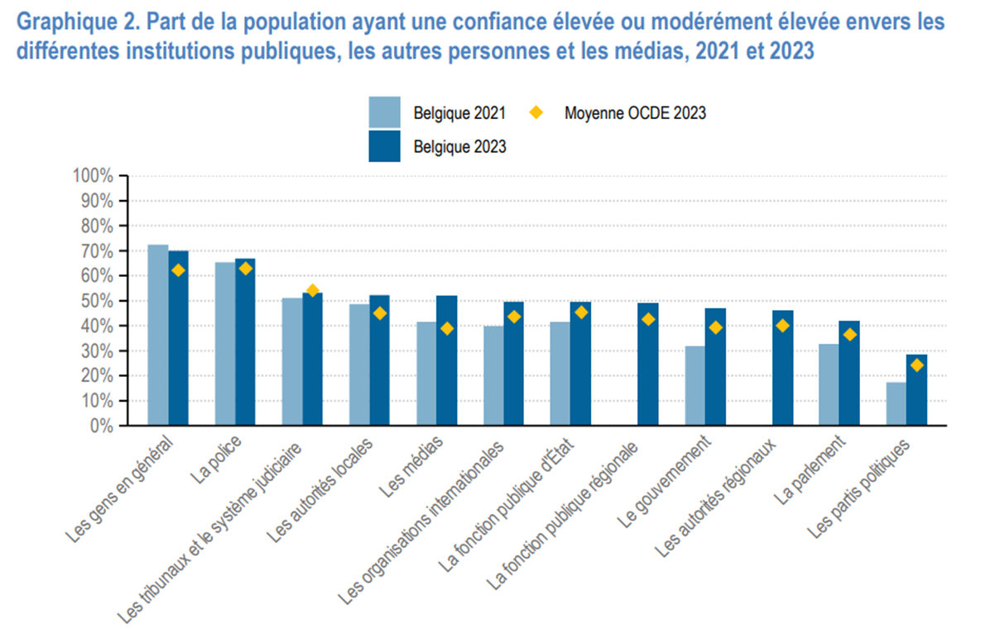 Graphique 2. Part de la population ayant une confiance élevée ou modérément élevée envers les
différentes institutions publiques, les autres personnes et les médias, 2021 et 2023
Belgique 2021
Moyenne OCDE 2023
Belgique 2023
100%
90%
80%
70%
60%
50%
40%
30%
20%
10%
0%
Les gens en général
La police
Les tribunaux et le système judiciaire
Les autorités locales
Les médias
Les organisations internationales
La fonction publique d'État
La fonction publique régionale
Le gouvernement
Les autorités régionaux
La parlement
Les partis politiques